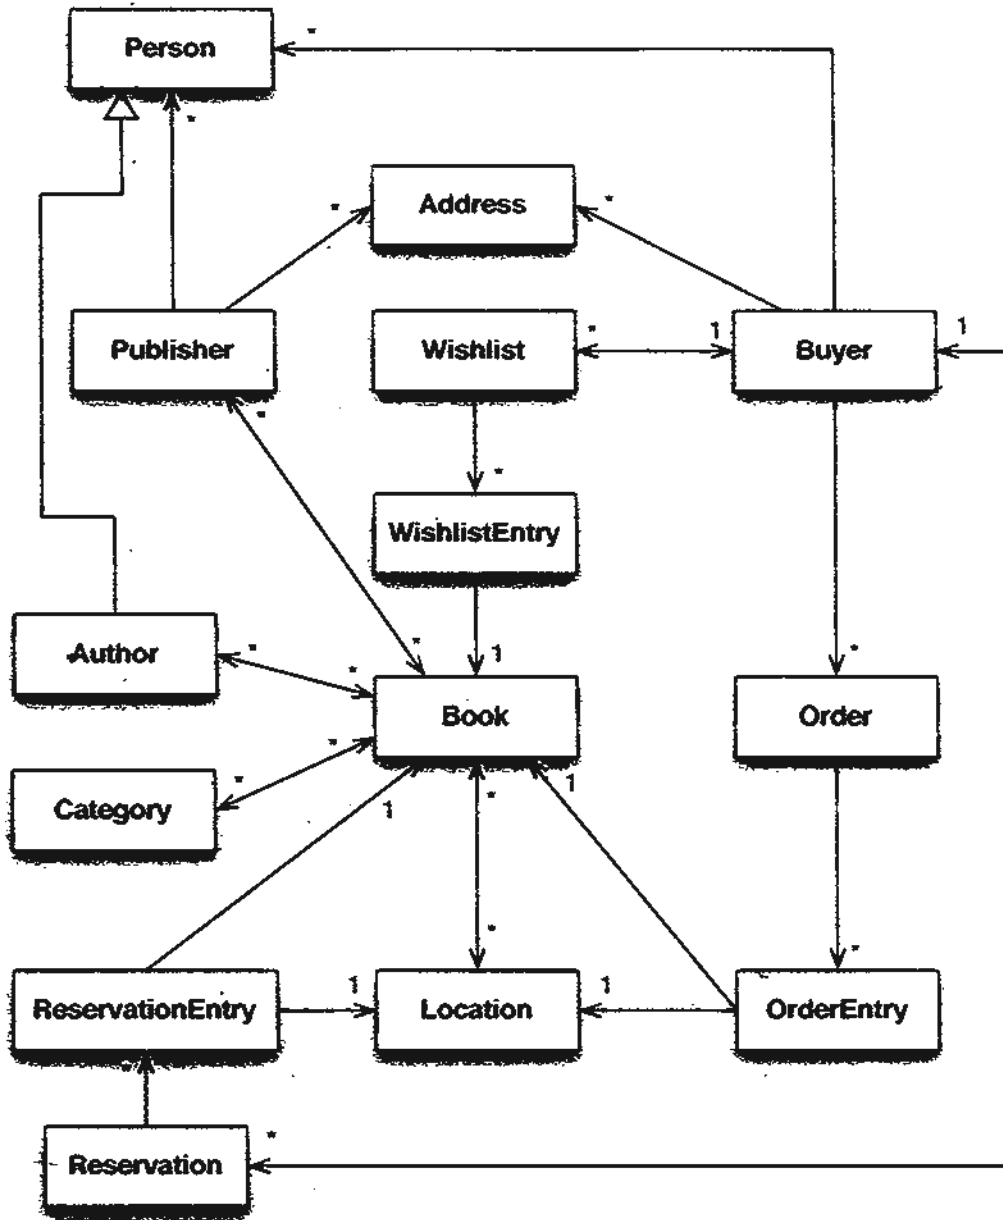 Person
*
*
Address
*
*
Publisher
Wishlist
*
1
Buyer
1
*
*
WishlistEntry
Author
*
*
*
1
*
Book
Order
Category
*
*
1
*
1
*
*
ReservationEntry
1
Location
1
OrderEntry
*
Reservation
*